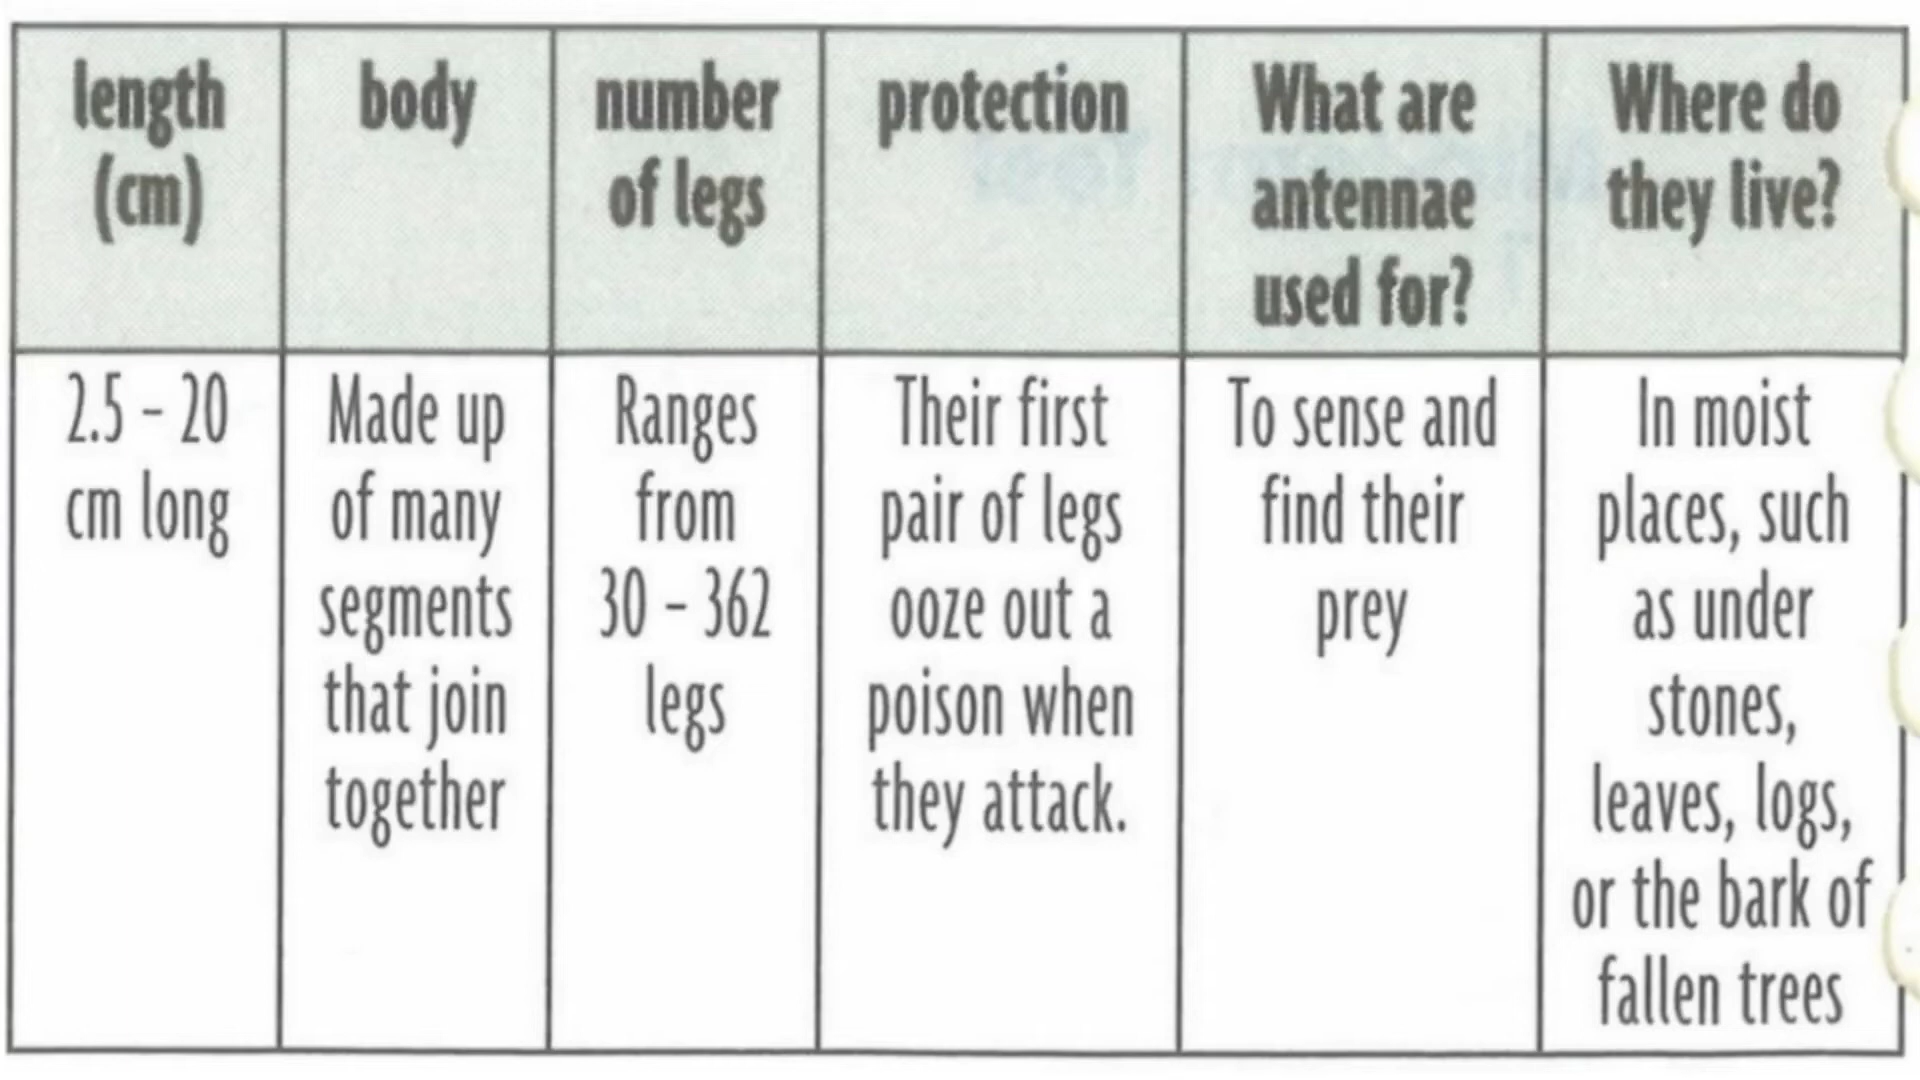 length
(cm)
body
number
of legs
protection
What are
antennae
used for?
Where do
they live?
2.5 – 20
cm long
Made up
of many
segments
that join
together
Ranges
from
30 – 362
legs
Their first
pair of legs
ooze out a
poison when
they attack.
To sense and
find their
prey
In moist
places, such
as under
stones,
leaves, logs,
or the bark of
fallen trees